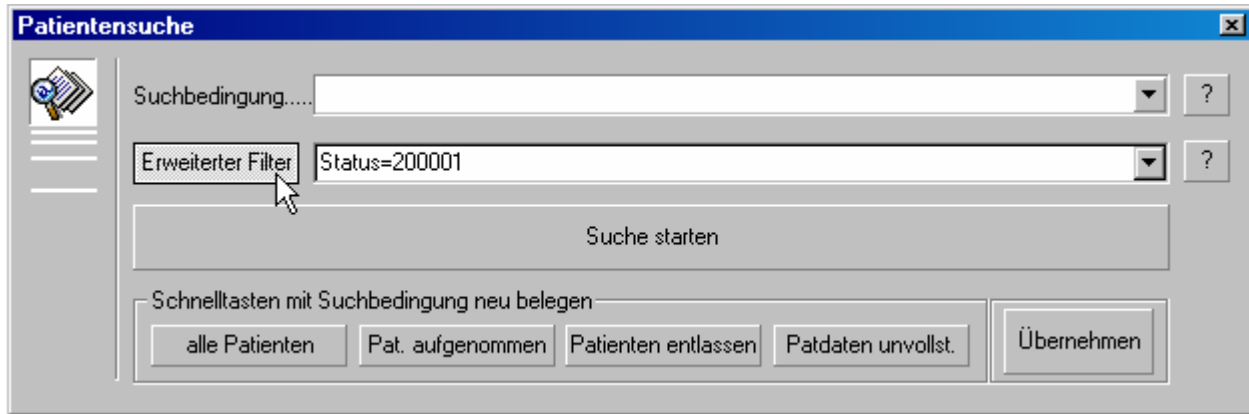 Patientensuche
Suchbedingung.....
?
Erweiterter Filter Status=200001
?
Suche starten
Schnelltasten mit Suchbedingung neu belegen
alle Patienten Pat. aufgenommen Patienten entlassen Patdaten unvollst. Übernehmen